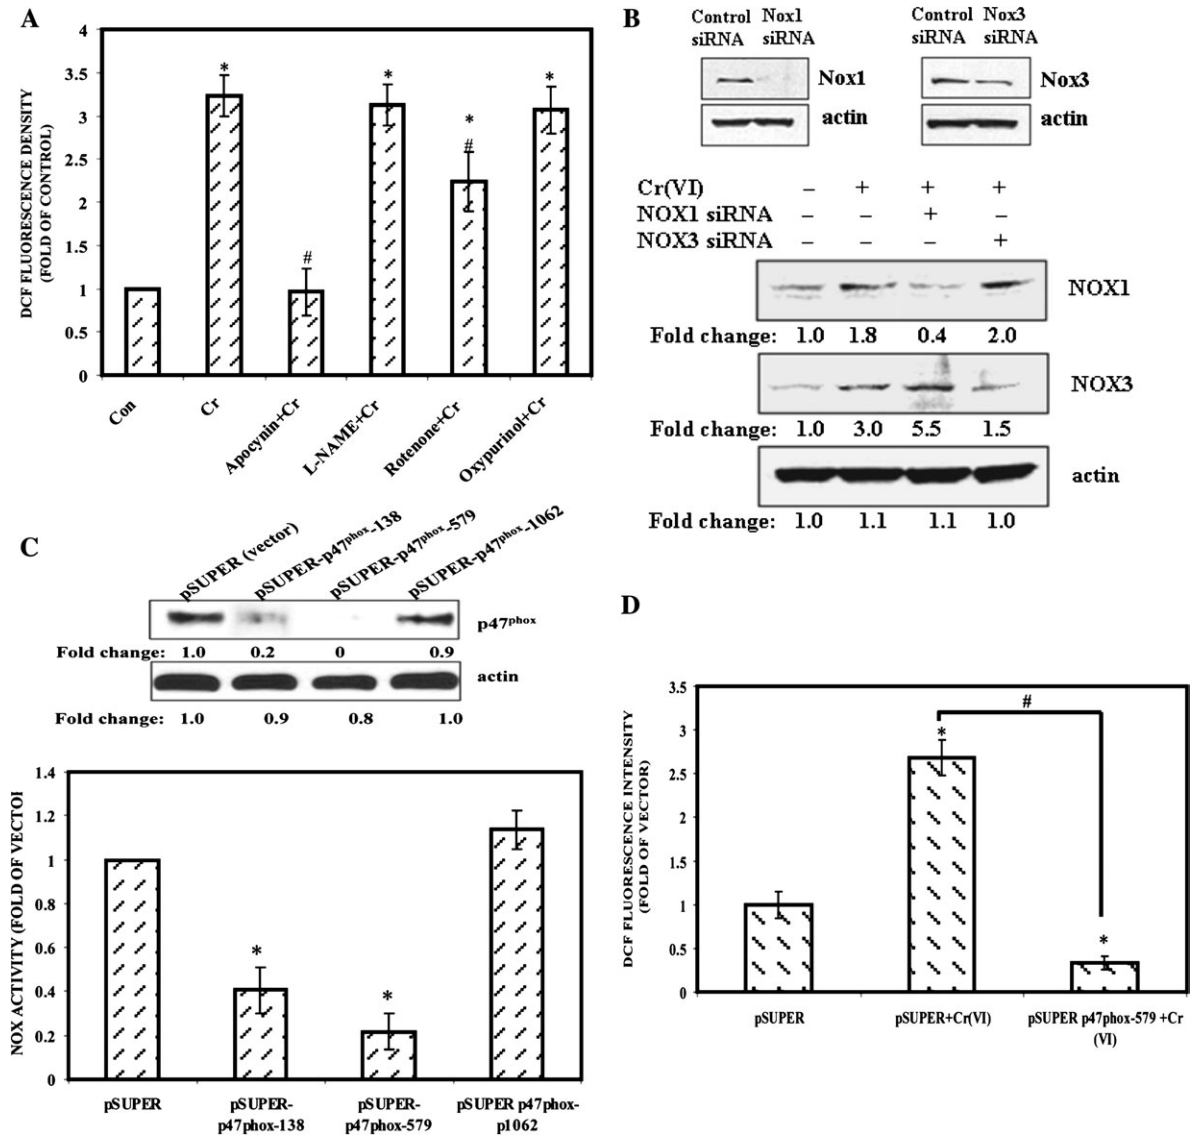 A
DCF FLUORESCENCE DENSITY
(FOLD OF CONTROL)
4
3.5
3
2.5
2
1.5
1
0.5
0
*
#
*
*
#
*
Con
Cr
Apocynin+Cr
L-NAME+Cr
Rotenone+Cr
Oxypurinol+Cr
B
Control Nox1
siRNA siRNA
Nox1
actin
Control Nox3
siRNA siRNA
Nox3
actin
Cr(VI) – + + +
NOX1 siRNA – – + –
NOX3 siRNA – – – +
NOX1
Fold change: 1.0 1.8 0.4 2.0
NOX3
Fold change: 1.0 3.0 5.5 1.5
actin
Fold change: 1.0 1.1 1.1 1.0
C
pSUPER (vector)
pSUPER-p47phox-138
pSUPER-p47phox-579
pSUPER-p47phox-1062
p47phox
Fold change: 1.0 0.2 0 0.9
actin
Fold change: 1.0 0.9 0.8 1.0
NOX ACTIVITY (FOLD OF VECTOI
1.4
1.2
1
0.8
0.6
0.4
0.2
0
*
*
pSUPER
pSUPER-
p47phox-138
pSUPER-
p47phox-579
pSUPER p47phox-
p1062
D
DCF FLUORESCENCE INTENSITY
(FOLD OF VECTOR)
3.5
3
2.5
2
1.5
1
0.5
0
#
*
*
pSUPER
pSUPER+Cr(VI)
pSUPER p47phox-579 +Cr
(VI)